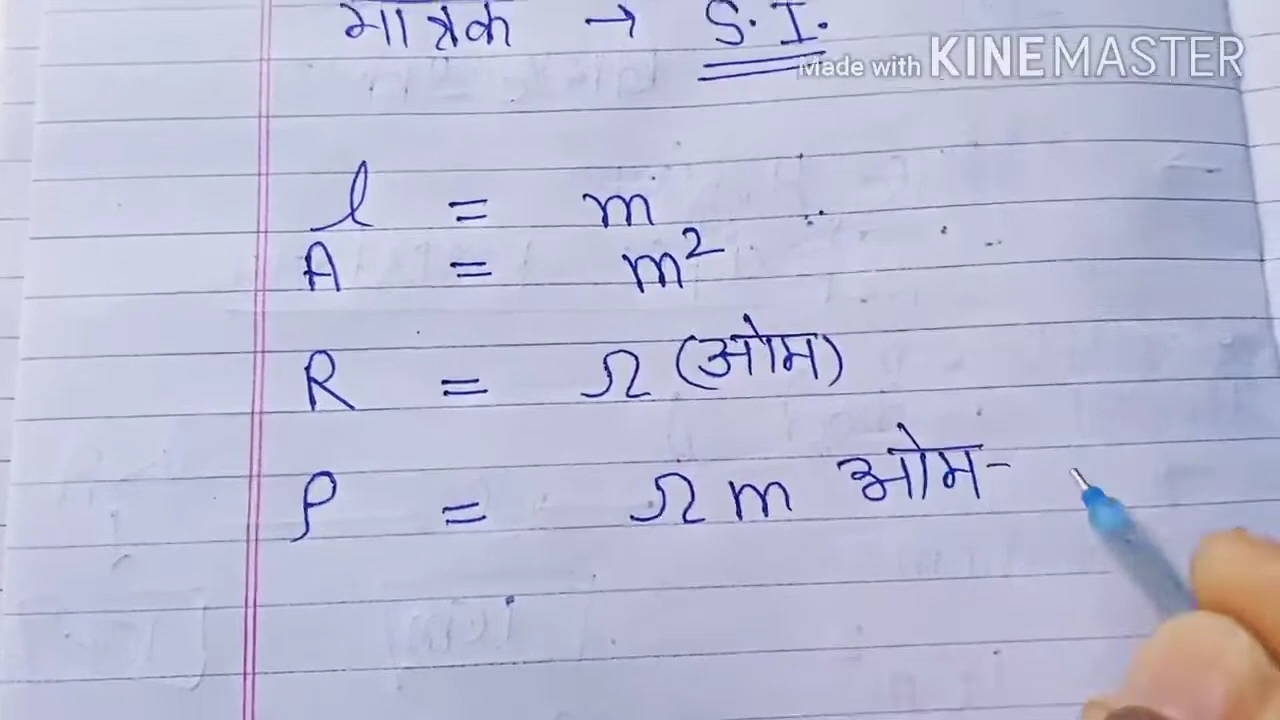 मात्रक → S.I.
Made with KINEMASTER
l = m
A = m²
R = Ω (ओम)
ρ = Ω m ओम-